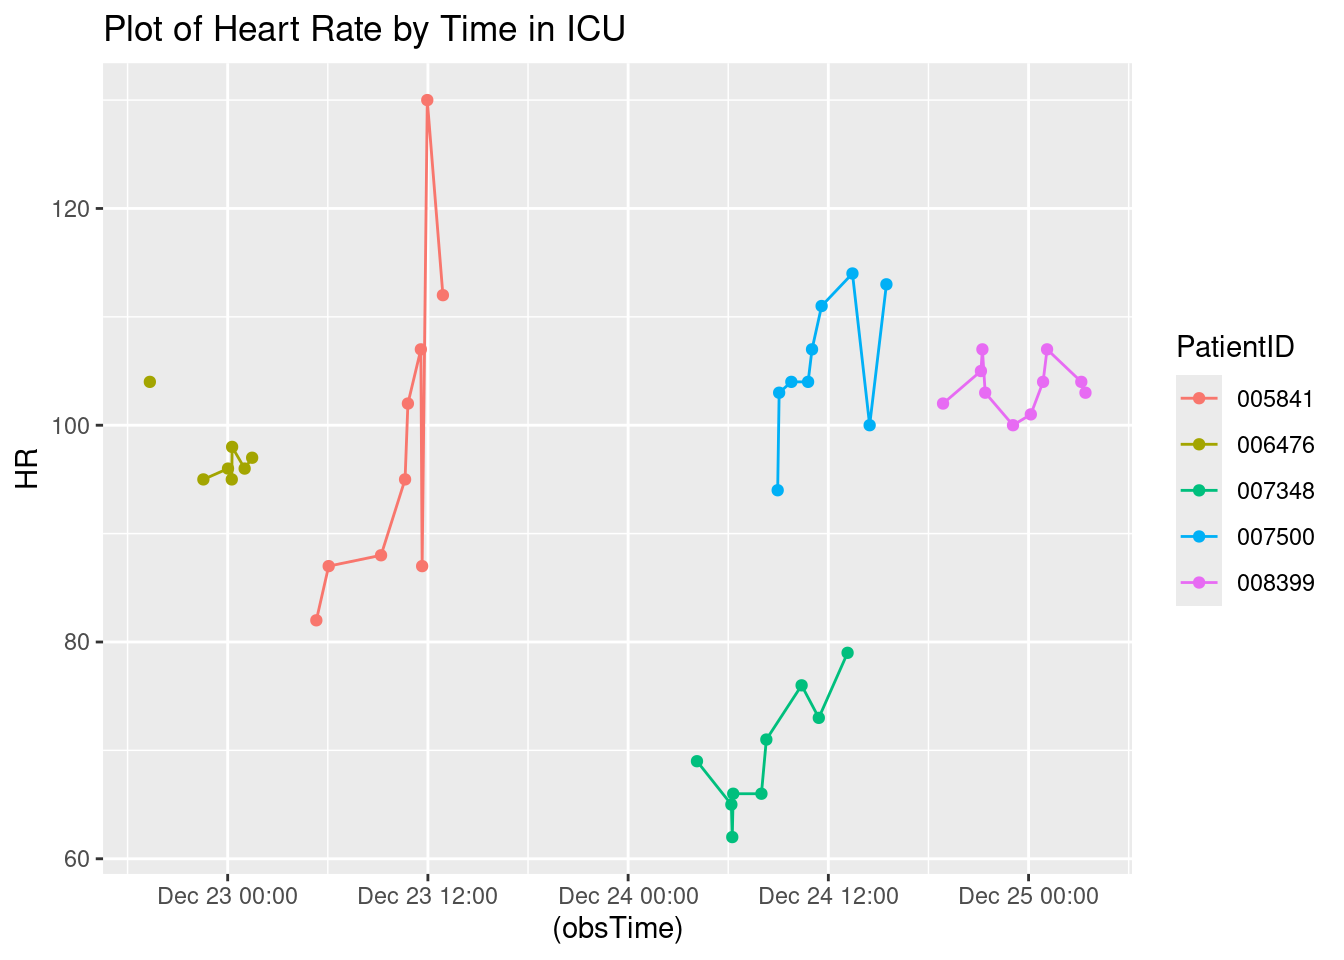 Plot of Heart Rate by Time in ICU
HR
120
100
80
60
Dec 23 00:00
Dec 23 12:00
Dec 24 00:00
Dec 24 12:00
Dec 25 00:00
(obsTime)
PatientID
005841
006476
007348
007500
008399